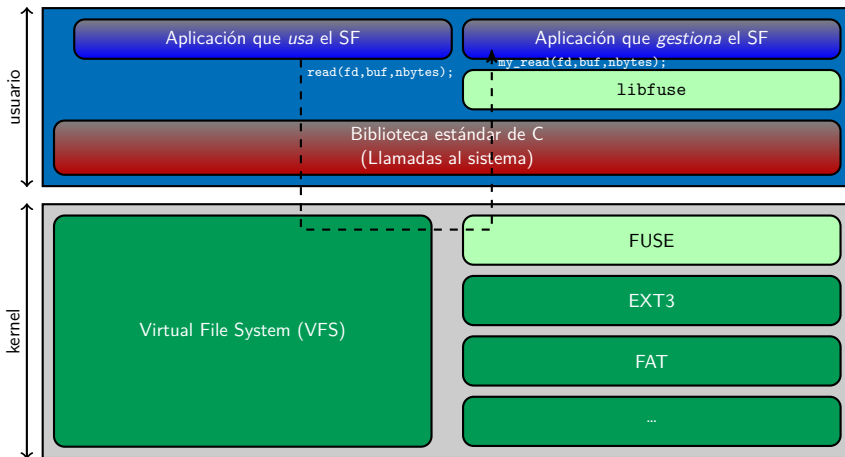 usuario
Aplicación que usa el SF
Aplicación que gestiona el SF
read(fd,buf,nbytes);
my_read(fd,buf,nbytes);
libfuse
Biblioteca estándar de C
(Llamadas al sistema)
kernel
Virtual File System (VFS)
FUSE
EXT3
FAT
...